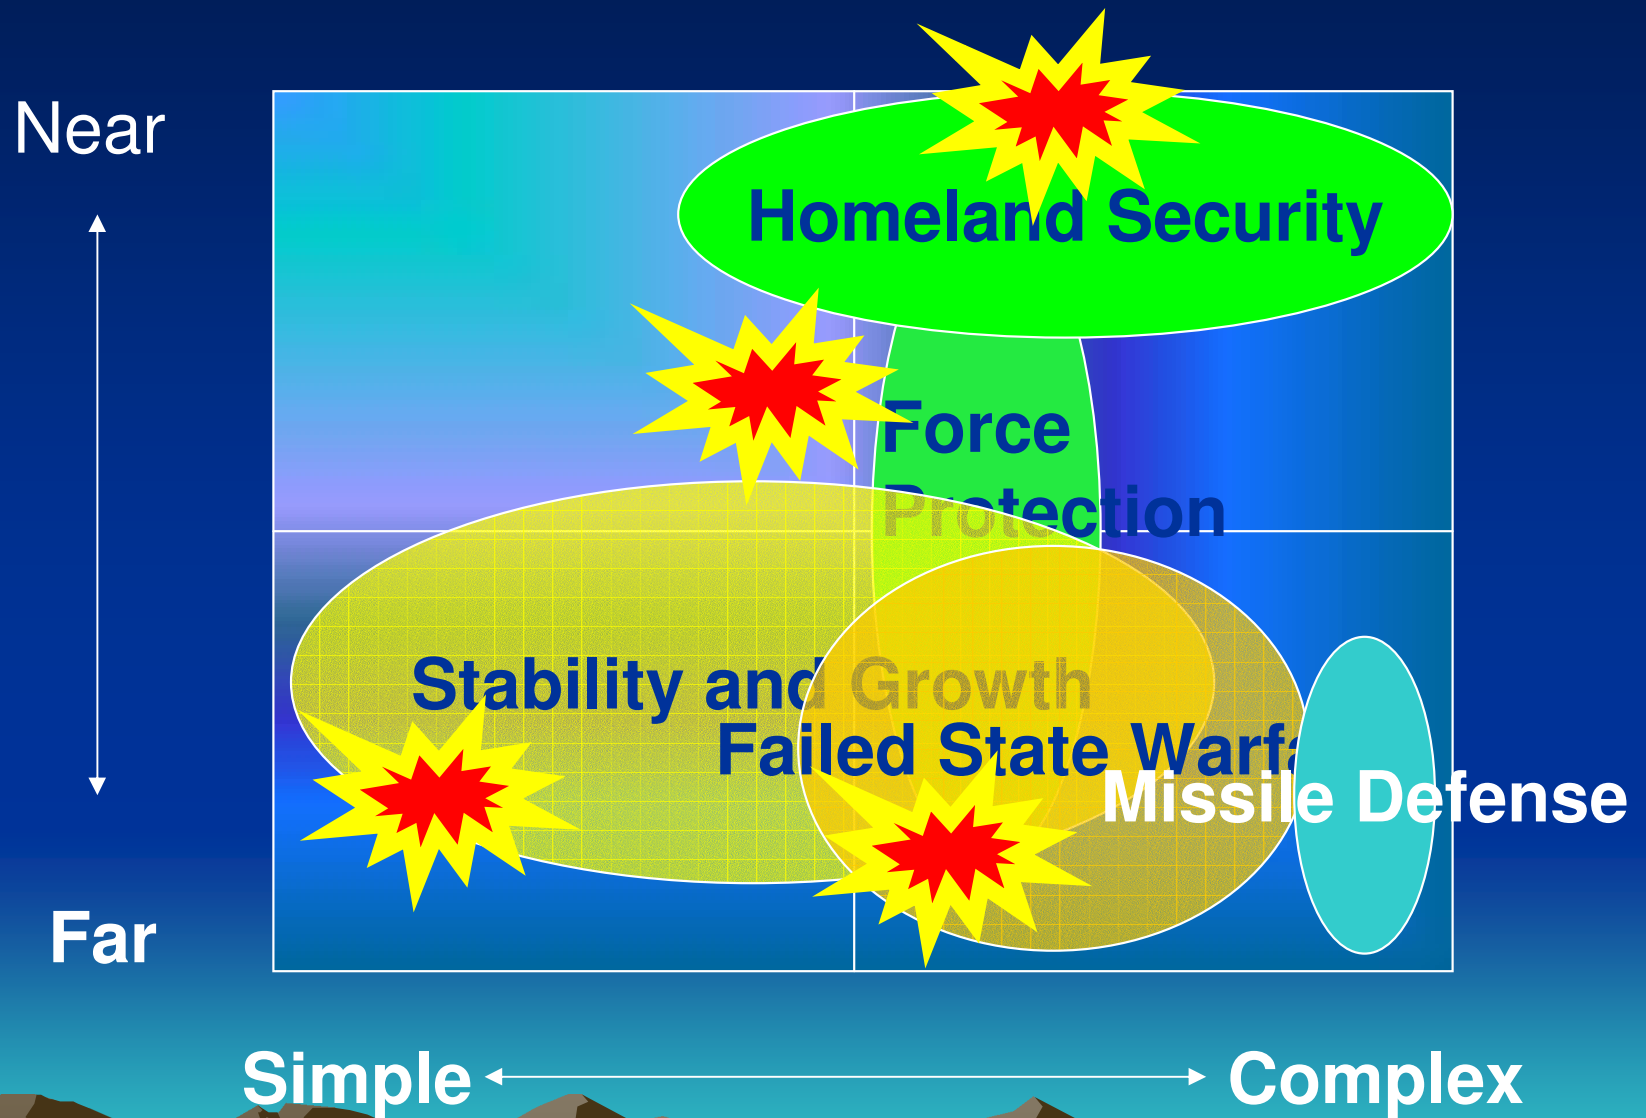 Near
Homeland Security
Force
Protection
Stability and Growth
Failed State Warfa
Missile Defense
Far
Simple
Complex